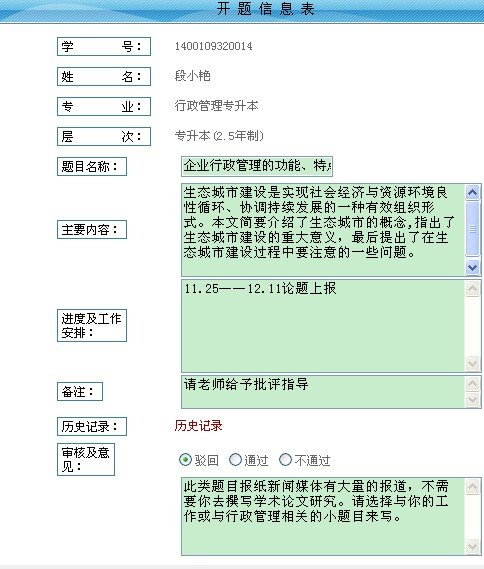 开 题 信 息 表
学 号： 1400109320014
姓 名： 段小艳
专 业： 行政管理专升本
层 次： 专升本(2.5年制)
题目名称： 企业行政管理的功能、特
主要内容：
生态城市建设是实现社会经济与资源环境良
性循环、协调持续发展的一种有效组织形
式。本文简要介绍了生态城市的概念,指出了
生态城市建设的重大意义，最后提出了在生
态城市建设过程中要注意的一些问题。
进度及工作
安排：
11.25——12.11论题上报
备注： 请老师给予批评指导
历史记录： 历史记录
审核及意
见：
驳回 通过 不通过
此类题目报纸新闻媒体有大量的报道，不需
要你去撰写学术论文研究。请选择与你的工
作或与行政管理相关的小题目来写。